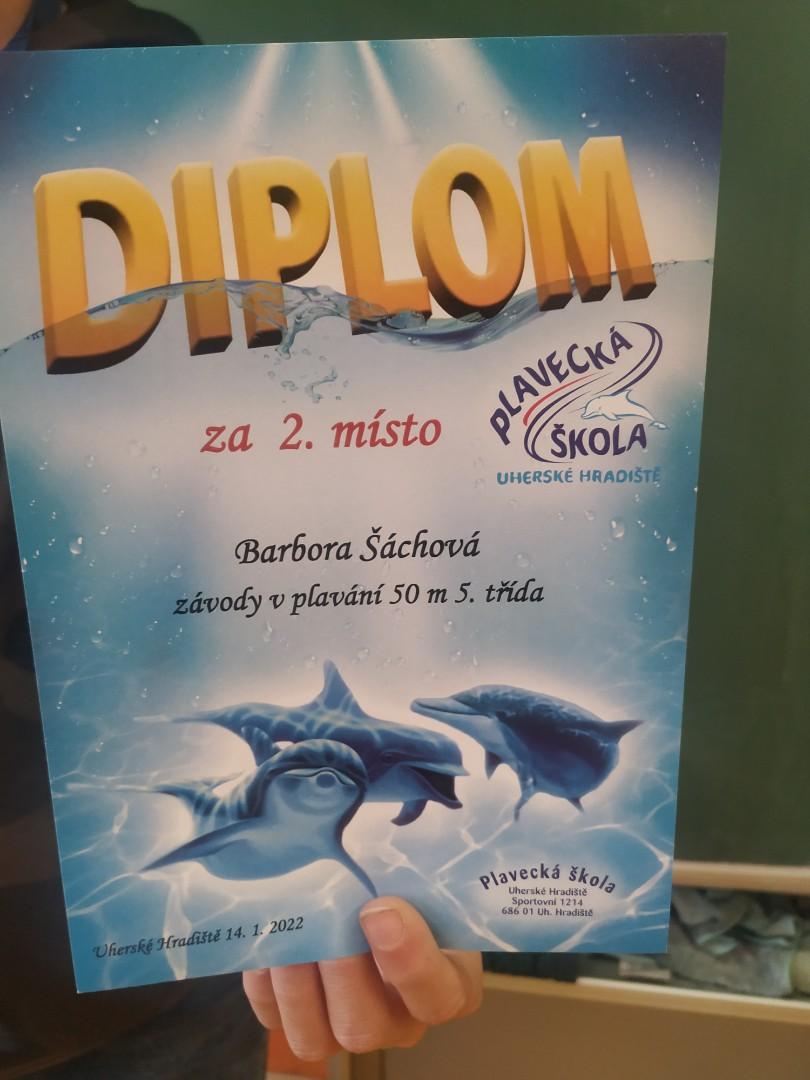 DIPLOM
PLAVECKÁ
ŠKOLA
UHERSKÉ HRADIŠTĚ
za 2. místo
Barbora Šáchová
závody v plavání 50 m 5. třída
Plavecká škola
Uherské Hradiště
Sportovní 1214
686 01 Uh. Hradiště
Uherské Hradiště 14. 1. 2022